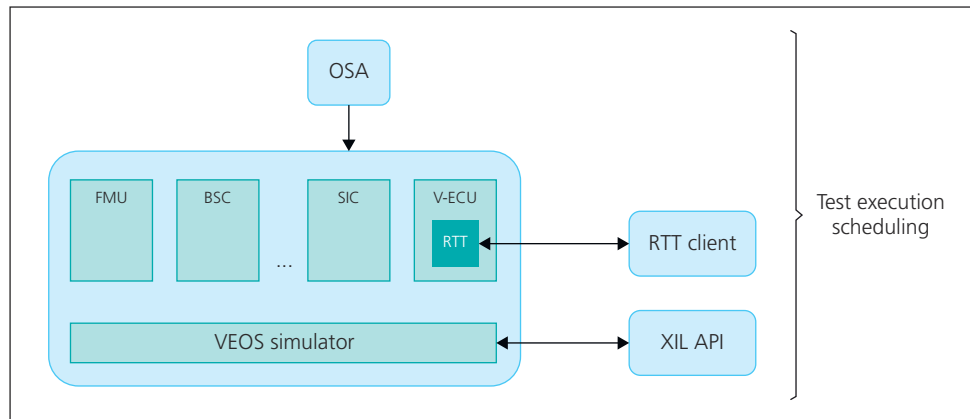 OSA
FMU
BSC
...
SIC
V-ECU
RTT
RTT client
VEOS simulator
XIL API
Test execution
scheduling